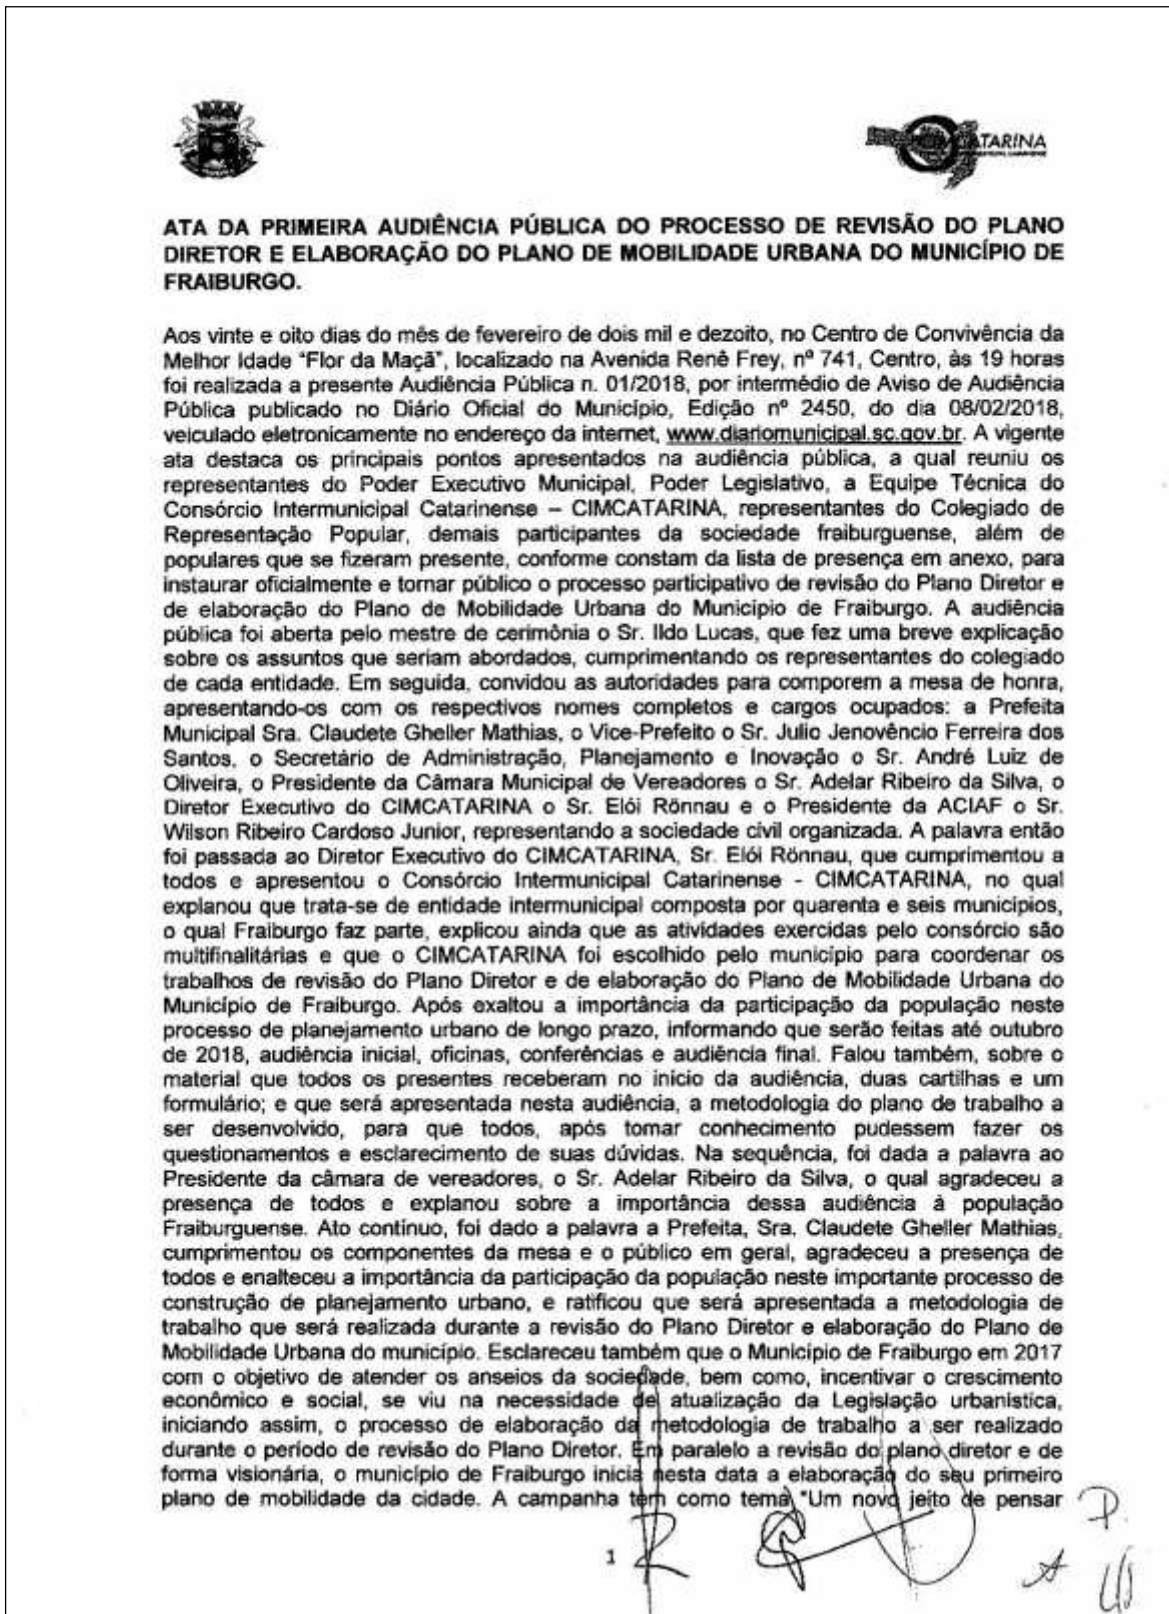 CIMCATARINA
ATA DA PRIMEIRA AUDIÊNCIA PÚBLICA DO PROCESSO DE REVISÃO DO PLANO
DIRETOR E ELABORAÇÃO DO PLANO DE MOBILIDADE URBANA DO MUNICÍPIO DE
FRAIBURGO.
Aos vinte e oito dias do mês de fevereiro de dois mil e dezoito, no Centro de Convivência da
Melhor Idade "Flor da Maçã", localizado na Avenida Renê Frey, nº 741, Centro, às 19 horas
foi realizada a presente Audiência Pública n. 01/2018, por intermédio de Aviso de Audiência
Pública publicado no Diário Oficial do Município, Edição nº 2450, do dia 08/02/2018,
veiculado eletronicamente no endereço da internet, www.diariomunicipal.sc.gov.br. A vigente
ata destaca os principais pontos apresentados na audiência pública, a qual reuniu os
representantes do Poder Executivo Municipal, Poder Legislativo, a Equipe Técnica do
Consórcio Intermunicipal Catarinense – CIMCATARINA, representantes do Colegiado de
Representação Popular, demais participantes da sociedade fraiburguense, além de
populares que se fizeram presente, conforme constam da lista de presença em anexo, para
instaurar oficialmente e tornar público o processo participativo de revisão do Plano Diretor e
de elaboração do Plano de Mobilidade Urbana do Município de Fraiburgo. A audiência
pública foi aberta pelo mestre de cerimônia o Sr. Ildo Lucas, que fez uma breve explicação
sobre os assuntos que seriam abordados, cumprimentando os representantes do colegiado
de cada entidade. Em seguida, convidou as autoridades para comporem a mesa de honra,
apresentando-os com os respectivos nomes completos e cargos ocupados: a Prefeita
Municipal Sra. Claudete Gheller Mathias, o Vice-Prefeito o Sr. Julio Jenovêncio Ferreira dos
Santos, o Secretário de Administração, Planejamento e Inovação o Sr. André Luiz de
Oliveira, o Presidente da Câmara Municipal de Vereadores o Sr. Adelar Ribeiro da Silva, o
Diretor Executivo do CIMCATARINA o Sr. Elói Rönnau e o Presidente da ACIAF o Sr.
Wilson Ribeiro Cardoso Junior, representando a sociedade civil organizada. A palavra então
foi passada ao Diretor Executivo do CIMCATARINA, Sr. Elói Rönnau, que cumprimentou a
todos e apresentou o Consórcio Intermunicipal Catarinense - CIMCATARINA, no qual
explanou que trata-se de entidade intermunicipal composta por quarenta e seis municípios,
o qual Fraiburgo faz parte, explicou ainda que as atividades exercidas pelo consórcio são
multifinalitárias e que o CIMCATARINA foi escolhido pelo município para coordenar os
trabalhos de revisão do Plano Diretor e de elaboração do Plano de Mobilidade Urbana do
Município de Fraiburgo. Após exaltou a importância da participação da população neste
processo de planejamento urbano de longo prazo, informando que serão feitas até outubro
de 2018, audiência inicial, oficinas, conferências e audiência final. Falou também, sobre o
material que todos os presentes receberam no início da audiência, duas cartilhas e um
formulário; e que será apresentada nesta audiência, a metodologia do plano de trabalho a
ser desenvolvido, para que todos, após tomar conhecimento pudessem fazer os
questionamentos e esclarecimento de suas dúvidas. Na sequência, foi dada a palavra ao
Presidente da câmara de vereadores, o Sr. Adelar Ribeiro da Silva, o qual agradeceu a
presença de todos e explanou sobre a importância dessa audiência à população
Fraiburguense. Ato contínuo, foi dado a palavra a Prefeita, Sra. Claudete Gheller Mathias,
cumprimentou os componentes da mesa e o público em geral, agradeceu a presença de
todos e enalteceu a importância da participação da população neste importante processo de
construção de planejamento urbano, e ratificou que será apresentada a metodologia de
trabalho que será realizada durante a revisão do Plano Diretor e elaboração do Plano de
Mobilidade Urbana do município. Esclareceu também que o Município de Fraiburgo em 2017
com o objetivo de atender os anseios da sociedade, bem como, incentivar o crescimento
econômico e social, se viu na necessidade de atualização da Legislação urbanística,
iniciando assim, o processo de elaboração da metodologia de trabalho a ser realizado
durante o período de revisão do Plano Diretor. Em paralelo a revisão do plano diretor e de
forma visionária, o município de Fraiburgo inicia nesta data a elaboração do seu primeiro
plano de mobilidade da cidade. A campanha tem como tema "Um novo jeito de pensar
1